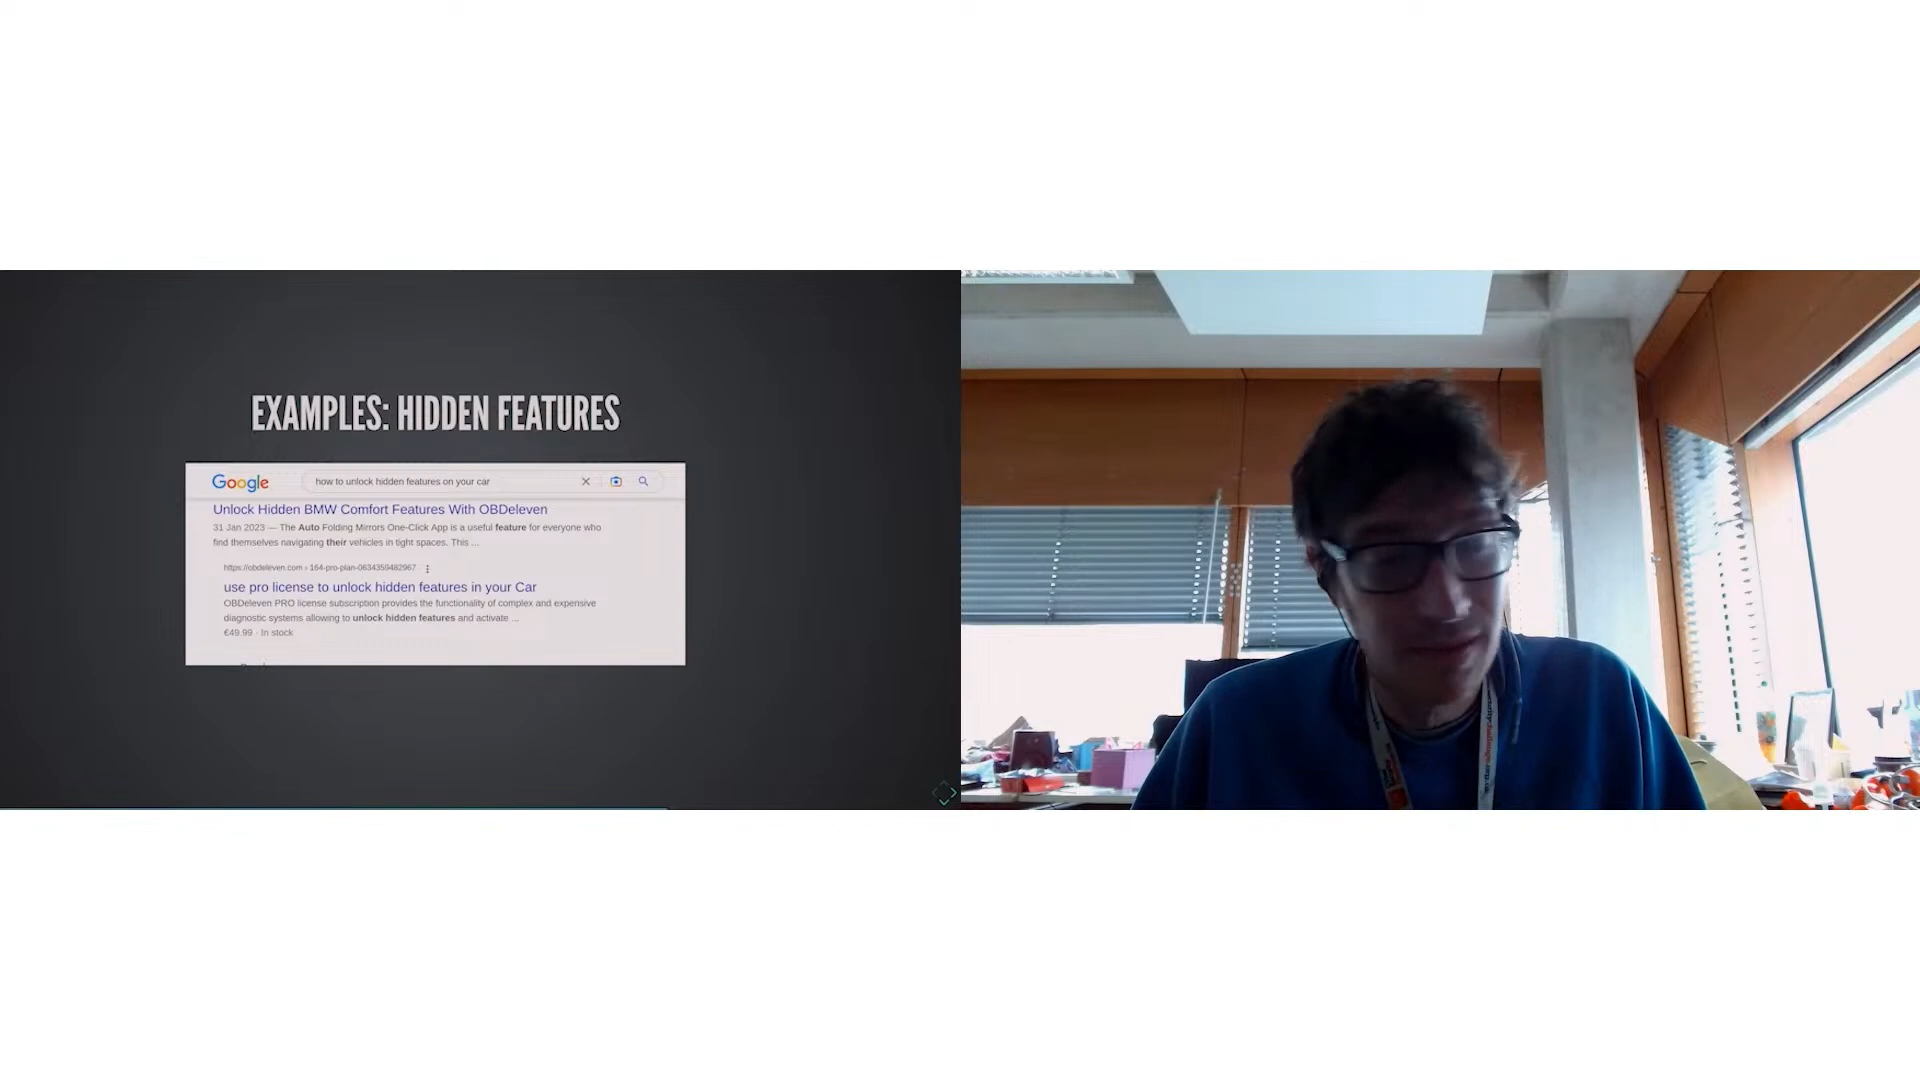 EXAMPLES: HIDDEN FEATURES
Google
how to unlock hidden features on your car
Unlock Hidden BMW Comfort Features With OBDeleven
31 Jan 2023 — The Auto Folding Mirrors One-Click App is a useful feature for everyone who
find themselves navigating their vehicles in tight spaces. This ...
https://obdeleven.com › 164-pro-plan-0634359482967
use pro license to unlock hidden features in your Car
OBDeleven PRO license subscription provides the functionality of complex and expensive
diagnostic systems allowing to unlock hidden features and activate ...
€49.99 · In stock